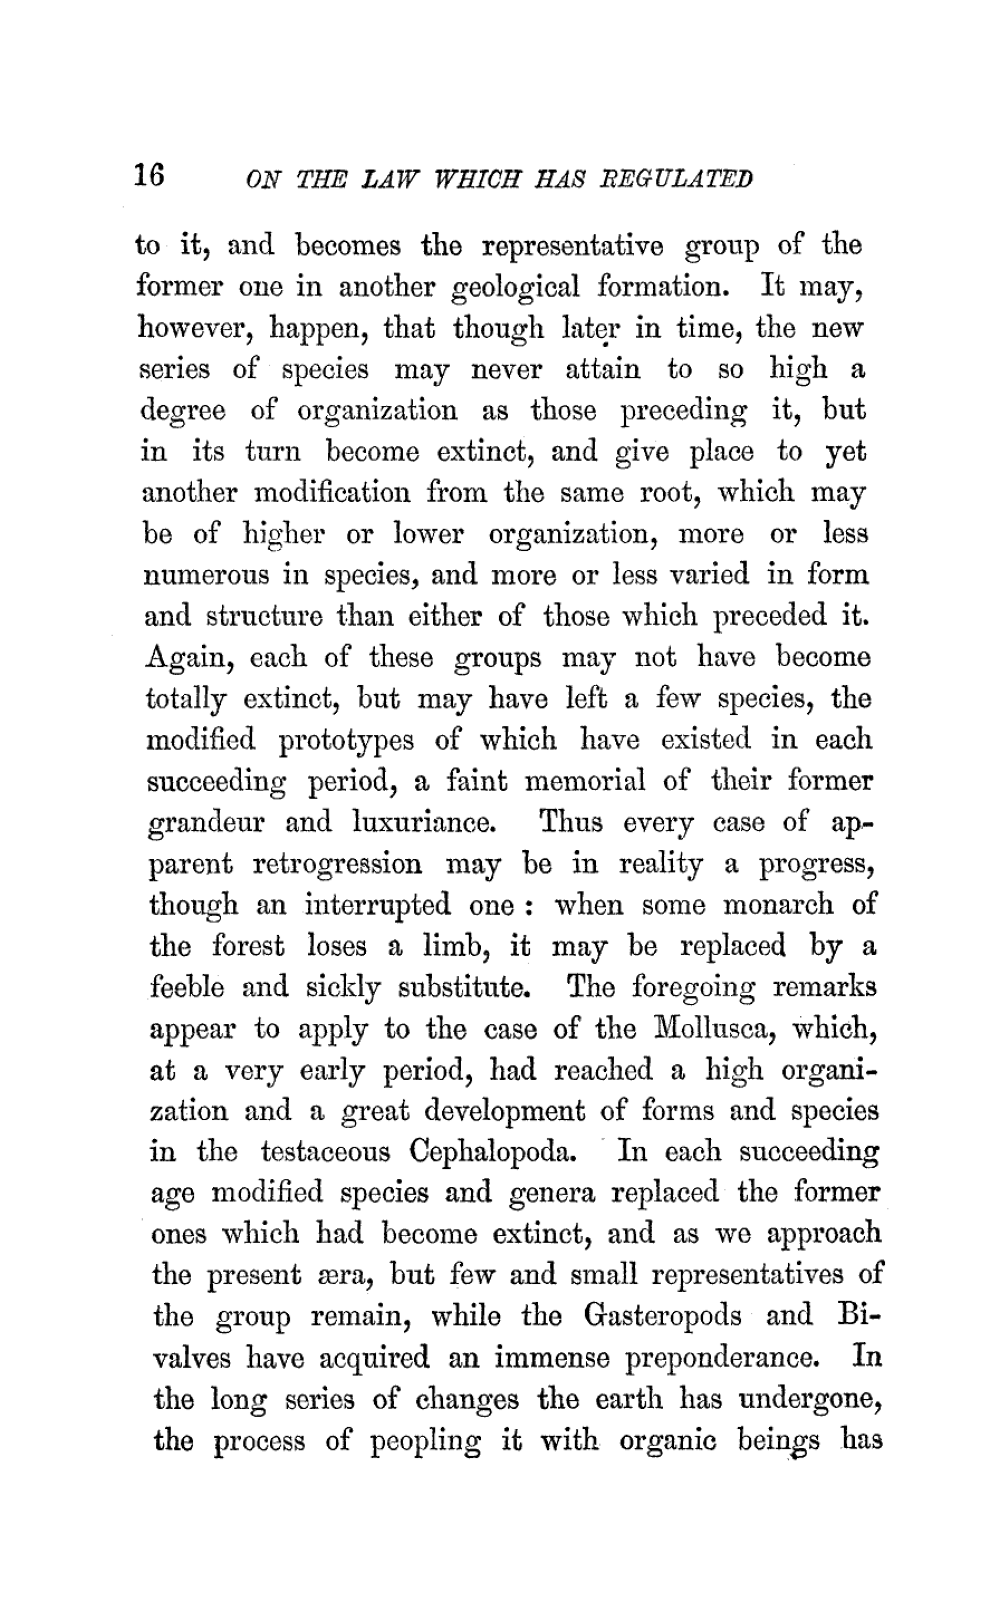 16 ON THE LAW WHICH HAS REGULATED
to it, and becomes the representative group of the
former one in another geological formation. It may,
however, happen, that though later in time, the new
series of species may never attain to so high a
degree of organization as those preceding it, but
in its turn become extinct, and give place to yet
another modification from the same root, which may
be of higher or lower organization, more or less
numerous in species, and more or less varied in form
and structure than either of those which preceded it.
Again, each of these groups may not have become
totally extinct, but may have left a few species, the
modified prototypes of which have existed in each
succeeding period, a faint memorial of their former
grandeur and luxuriance. Thus every case of ap-
parent retrogression may be in reality a progress,
though an interrupted one : when some monarch of
the forest loses a limb, it may be replaced by a
feeble and sickly substitute. The foregoing remarks
appear to apply to the case of the Mollusca, which,
at a very early period, had reached a high organi-
zation and a great development of forms and species
in the testaceous Cephalopoda. In each succeeding
age modified species and genera replaced the former
ones which had become extinct, and as we approach
the present æra, but few and small representatives of
the group remain, while the Gasteropods and Bi-
valves have acquired an immense preponderance. In
the long series of changes the earth has undergone,
the process of peopling it with organic beings has